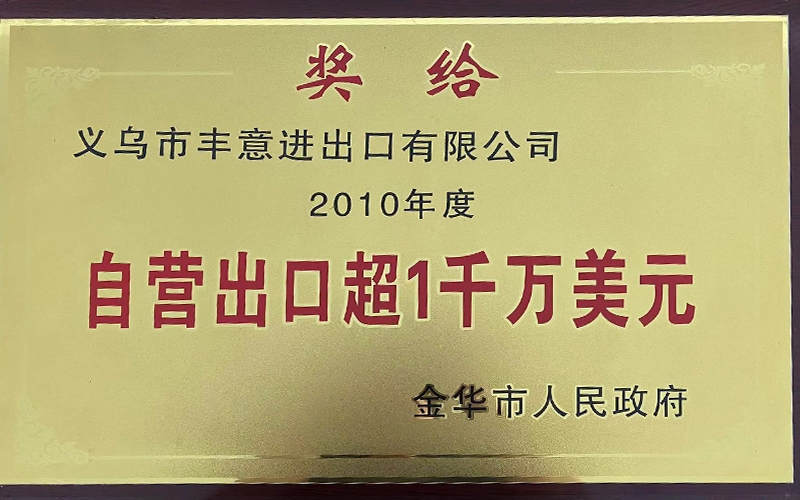 奖给
义乌市丰意进出口有限公司
2010年度
自营出口超1千万美元
金华市人民政府